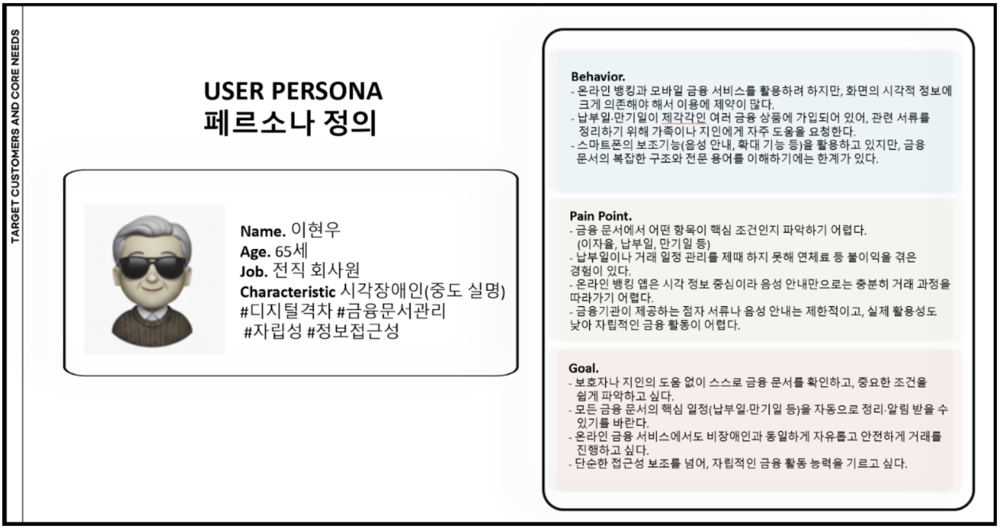 TARGET CUSTOMERS AND CORE NEEDS
USER PERSONA
페르소나 정의
Name. 이현우
Age. 65세
Job. 전직 회사원
Characteristic 시각장애인(중도 실명)
#디지털격차 #금융문서관리
#자립성 #정보접근성
Behavior.
- 온라인 뱅킹과 모바일 금융 서비스를 활용하려 하지만, 화면의 시각적 정보에
크게 의존해야 해서 이용에 제약이 많다.
- 납부일·만기일이 제각각인 여러 금융 상품에 가입되어 있어, 관련 서류를
정리하기 위해 가족이나 지인에게 자주 도움을 요청한다.
- 스마트폰의 보조기능(음성 안내, 확대 기능 등)을 활용하고 있지만, 금융
문서의 복잡한 구조와 전문 용어를 이해하기에는 한계가 있다.
Pain Point.
- 금융 문서에서 어떤 항목이 핵심 조건인지 파악하기 어렵다.
(이자율, 납부일, 만기일 등)
- 납부일이나 거래 일정 관리를 제때 하지 못해 연체료 등 불이익을 겪은
경험이 있다.
- 온라인 뱅킹 앱은 시각 정보 중심이라 음성 안내만으로는 충분히 거래 과정을
따라가기 어렵다.
- 금융기관이 제공하는 점자 서류나 음성 안내는 제한적이고, 실제 활용성도
낮아 자립적인 금융 활동이 어렵다.
Goal.
- 보호자나 지인의 도움 없이 스스로 금융 문서를 확인하고, 중요한 조건을
쉽게 파악하고 싶다.
- 모든 금융 문서의 핵심 일정(납부일·만기일 등)을 자동으로 정리·알림 받을 수
있기를 바란다.
- 온라인 금융 서비스에서도 비장애인과 동일하게 자유롭고 안전하게 거래를
진행하고 싶다.
- 단순한 접근성 보조를 넘어, 자립적인 금융 활동 능력을 기르고 싶다.